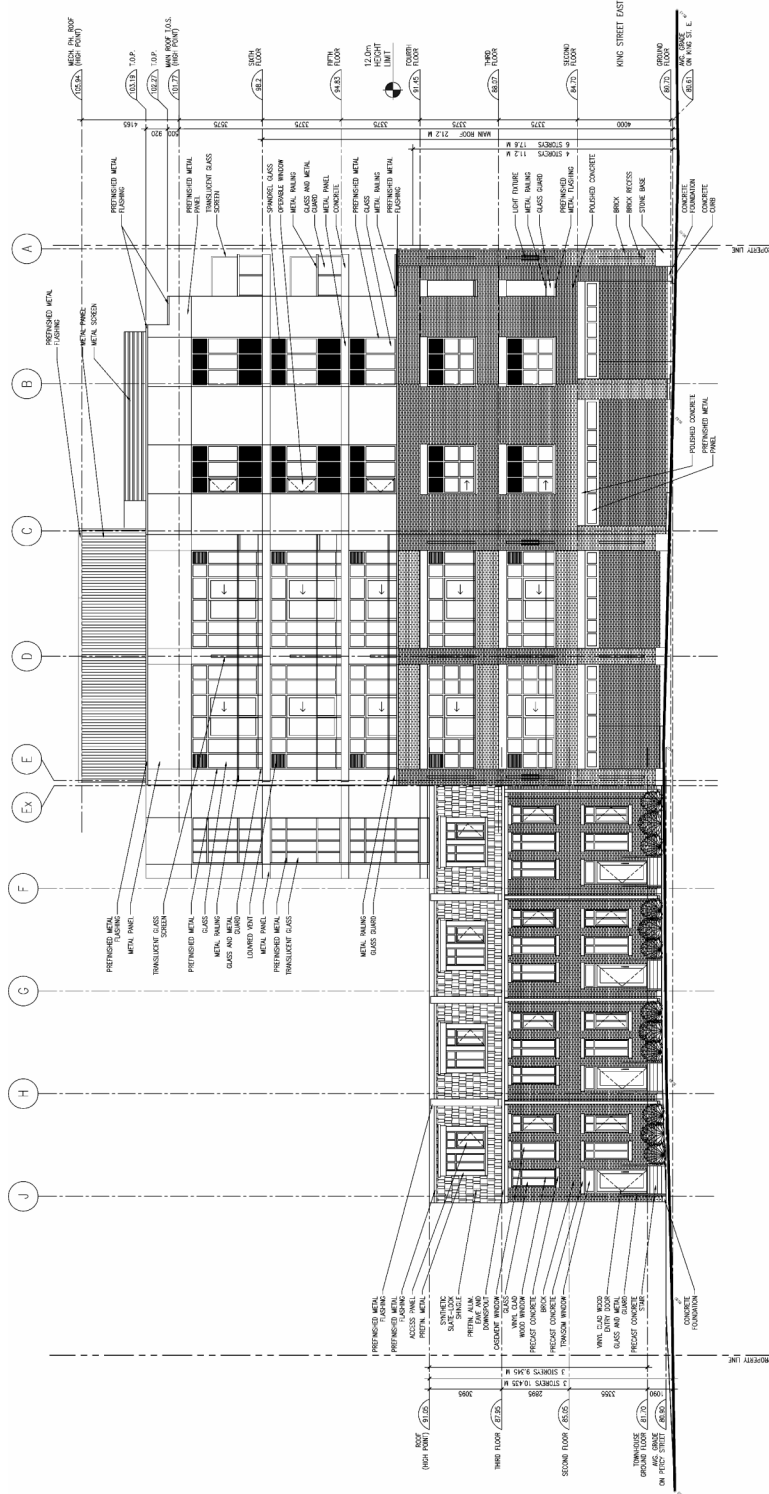 MECH. PH. ROOF
(HIGH POINT)
105.94
T.O.P.
103.19
T.O.P.
102.27
MAIN ROOF T.O.S.
(HIGH POINT)
101.77
SIXTH
FLOOR
98.2
FIFTH
FLOOR
94.83
12.0m
HEIGHT
LIMIT
FOURTH
FLOOR
91.45
THIRD
FLOOR
88.07
SECOND
FLOOR
84.70
KING STREET EAST
GROUND
FLOOR
80.70
AVG. GRADE
ON KING ST. E.
80.61
4165
920
500
3575
3375
3375
3375
3375
4000
MAIN ROOF 21.2 M
6 STOREYS 17.6 M
4 STOREYS 11.2 M
A
B
C
D
E
Ex
F
G
H
J
PROPERTY LINE
PREFINISHED METAL
FLASHING
METAL PANEL
METAL SCREEN
PREFINISHED METAL
FLASHING
PREFINISHED METAL
PANEL
TRANSLUCENT GLASS
SCREEN
SPANDREL GLASS
OPERABLE WINDOW
METAL RAILING
GLASS AND METAL
GUARD
METAL PANEL
CONCRETE
PREFINISHED METAL
GLASS
METAL RAILING
PREFINISHED METAL
FLASHING
LIGHT FIXTURE
METAL RAILING
GLASS GUARD
PREFINISHED
METAL FLASHING
POLISHED CONCRETE
BRICK
BRICK RECESS
STONE BASE
CONCRETE
FOUNDATION
CONCRETE
CURB
POLISHED CONCRETE
PREFINISHED METAL
PANEL
PREFINISHED METAL
FLASHING
METAL PANEL
TRANSLUCENT GLASS
SCREEN
PREFINISHED METAL
GLASS
METAL RAILING
GLASS AND METAL
GUARD
LOUVRED VENT
METAL PANEL
PREFINISHED METAL
TRANSLUCENT GLASS
METAL RAILING
GLASS GUARD
PREFINISHED METAL
FLASHING
PREFINISHED METAL
FLASHING
ACCESS PANEL
PREFIN. METAL
SYNTHETIC
SLATE-LOOK
SHINGLE
PREFIN. ALUM.
EAVE AND
DOWNSPOUT
CASEMENT WINDOW
GLASS
VINYL CLAD
WOOD WINDOW
PRECAST CONCRETE
BRICK
PRECAST CONCRETE
TRANSOM WINDOW
VINYL CLAD WOOD
ENTRY DOOR
GLASS AND METAL
GUARD
PRECAST CONCRETE
STAIR
CONCRETE
FOUNDATION
PROPERTY LINE
3 STOREYS 9.345 M
3 STOREYS 10.435 M
3095
2895
3355
1090
ROOF
(HIGH POINT)
91.05
THIRD FLOOR
87.95
SECOND FLOOR
85.05
TOWNHOUSE
GROUND FLOOR
81.70
AVG. GRADE
ON PERCY STREET
80.90